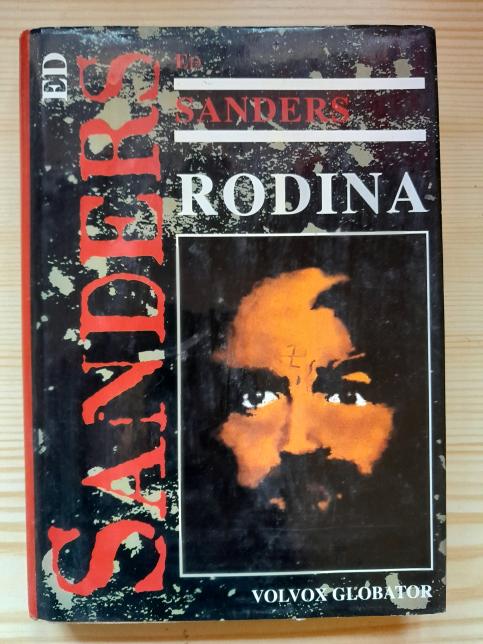 ED
SANDERS
ED
SANDERS
RODINA
VOLVOX GLOBATOR